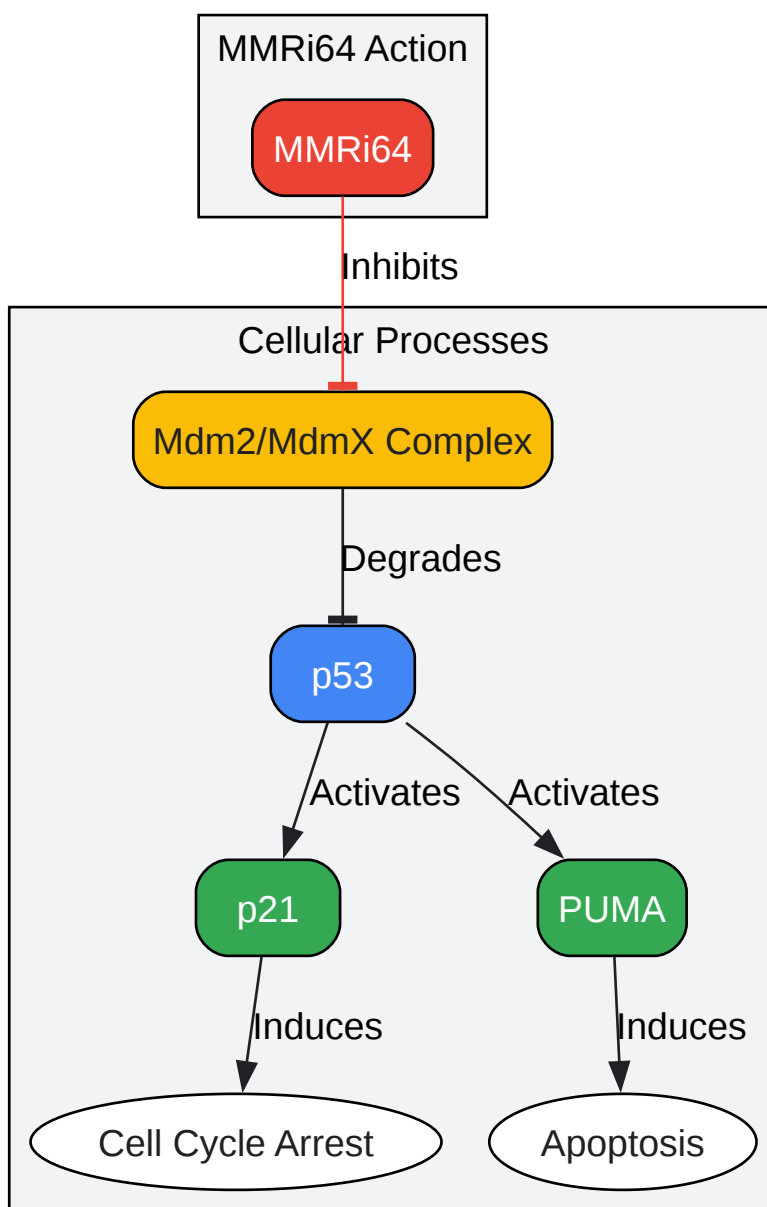 MMRi64 Action
MMRi64
Inhibits
Cellular Processes
Mdm2/MdmX Complex
Degrades
p53
Activates
Activates
p21
PUMA
Induces
Induces
Cell Cycle Arrest
Apoptosis